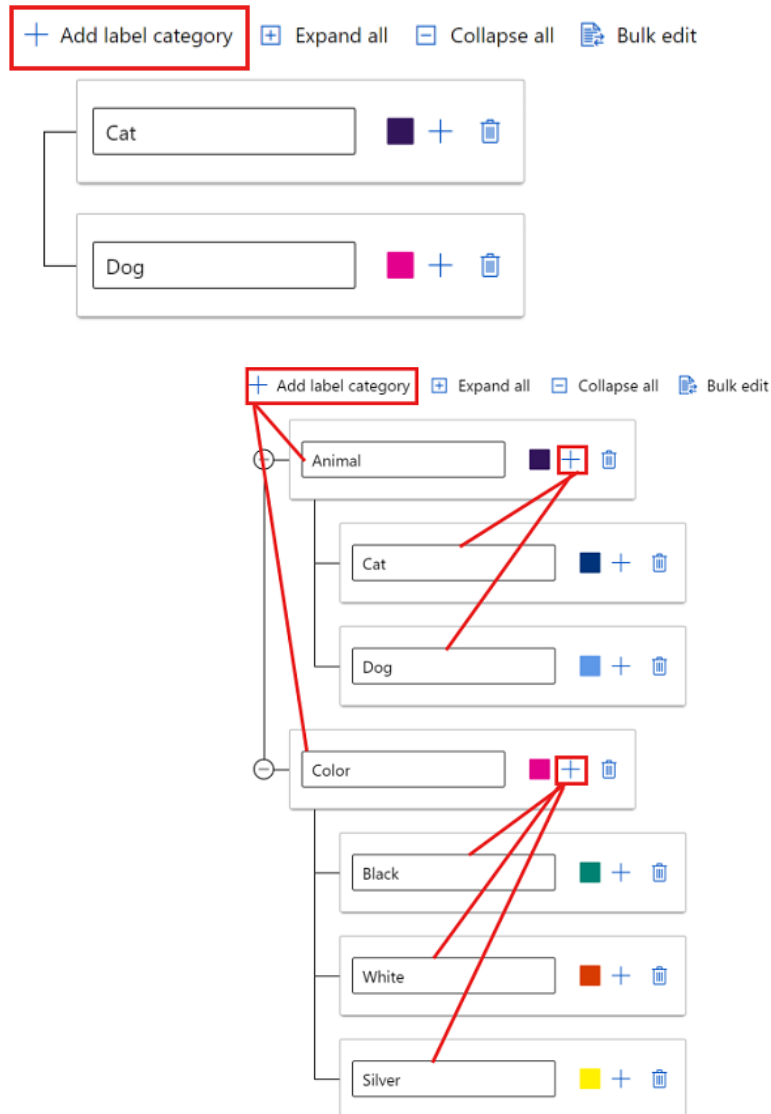 Add label category Expand all Collapse all Bulk edit
Cat
Dog
Add label category Expand all Collapse all Bulk edit
Animal
Cat
Dog
Color
Black
White
Silver